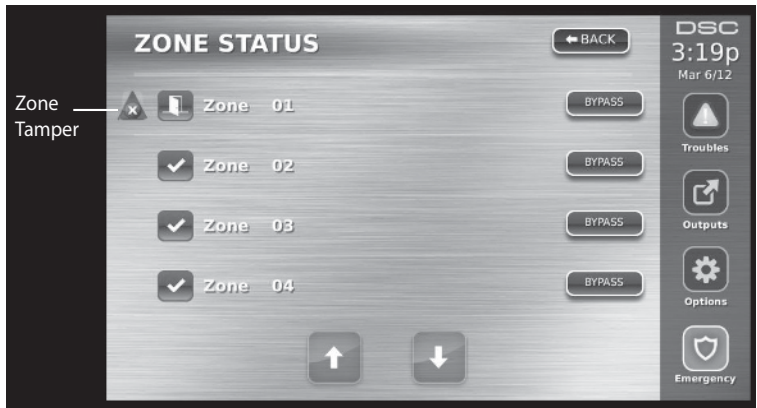 ZONE STATUS
BACK
DSC
3:19p
Mar 6/12
Zone
Tamper
Zone 01
BYPASS
Troubles
Zone 02
BYPASS
Outputs
Zone 03
BYPASS
Options
Zone 04
BYPASS
Emergency